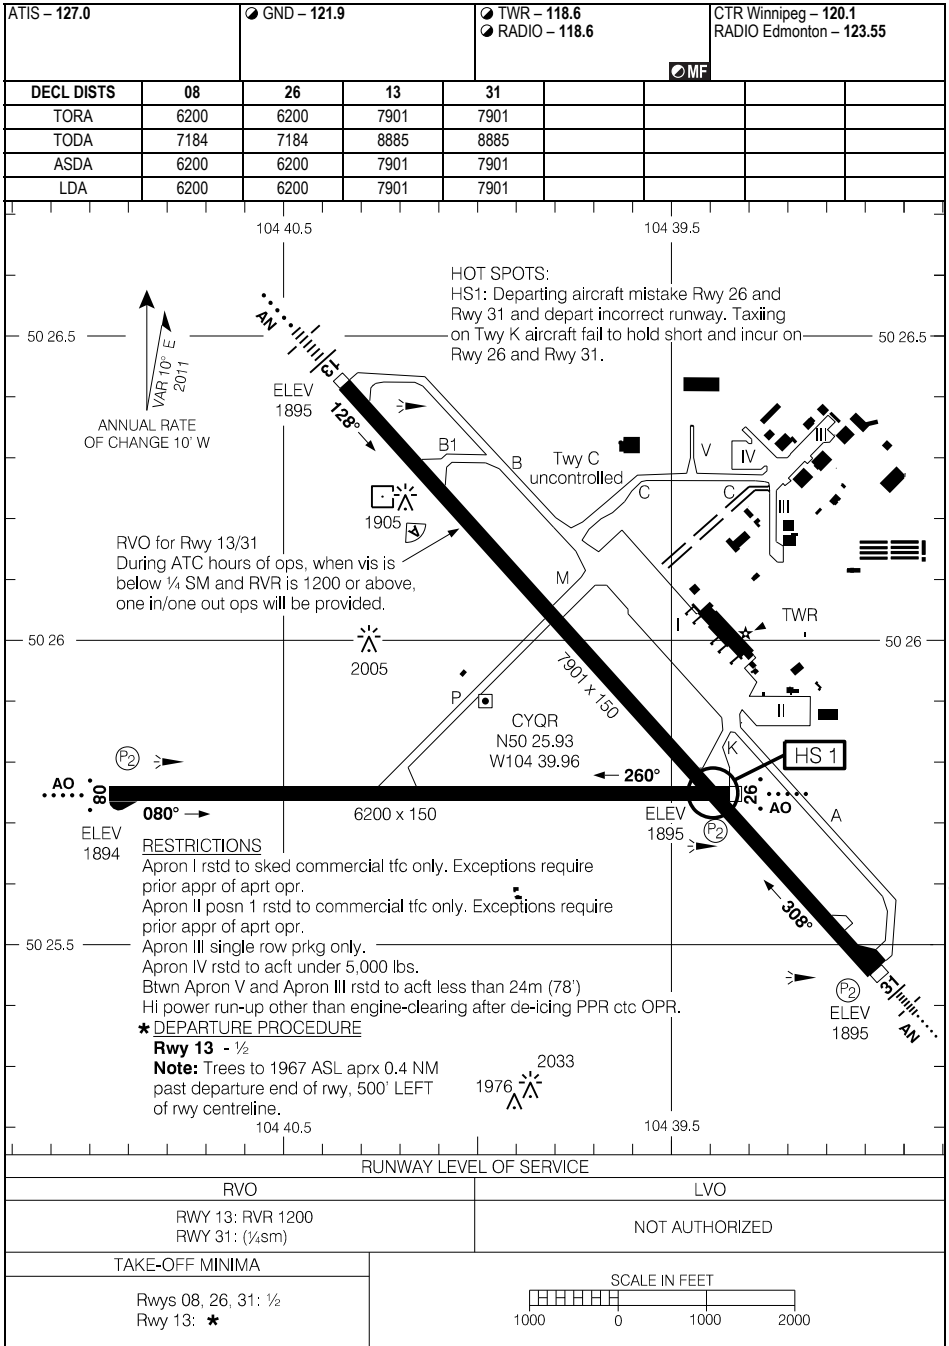 ATIS – 127.0
GND – 121.9
TWR – 118.6
RADIO – 118.6
MF
CTR Winnipeg – 120.1
RADIO Edmonton – 123.55
DECL DISTS 08 26 13 31
TORA 6200 6200 7901 7901
TODA 7184 7184 8885 8885
ASDA 6200 6200 7901 7901
LDA 6200 6200 7901 7901
104 40.5 104 39.5
HOT SPOTS:
HS1: Departing aircraft mistake Rwy 26 and
Rwy 31 and depart incorrect runway. Taxiing
on Twy K aircraft fail to hold short and incur on
Rwy 26 and Rwy 31.
50 26.5 50 26.5
AN
13
VAR 10° E
2011
ANNUAL RATE
OF CHANGE 10' W
ELEV
1895
128°
B1
B
Twy C
uncontrolled
V
IV
III
C
C
III
1905
A
RVO for Rwy 13/31
During ATC hours of ops, when vis is
below ¼ SM and RVR is 1200 or above,
one in/one out ops will be provided.
M
I
TWR
50 26
50 26
2005
7901 x 150
P
II
CYQR
N50 25.93
W104 39.96
K
HS 1
P2
260°
AO
08
26
AO
080°
6200 x 150
ELEV
1894
ELEV
1895
P2
A
RESTRICTIONS
Apron I rstd to sked commercial tfc only. Exceptions require
prior appr of aprt opr.
Apron II posn 1 rstd to commercial tfc only. Exceptions require
prior appr of aprt opr.
308°
50 25.5
Apron III single row prkg only.
Apron IV rstd to acft under 5,000 lbs.
Btwn Apron V and Apron III rstd to acft less than 24m (78')
Hi power run-up other than engine-clearing after de-icing PPR ctc OPR.
31
AN
P2
ELEV
1895
* DEPARTURE PROCEDURE
Rwy 13 - ½
Note: Trees to 1967 ASL aprx 0.4 NM
past departure end of rwy, 500' LEFT
of rwy centreline.
2033
1976
104 40.5 104 39.5
RUNWAY LEVEL OF SERVICE
RVO
LVO
RWY 13: RVR 1200
RWY 31: (¼sm)
NOT AUTHORIZED
TAKE-OFF MINIMA
Rwys 08, 26, 31: ½
Rwy 13: *
SCALE IN FEET
1000 0 1000 2000